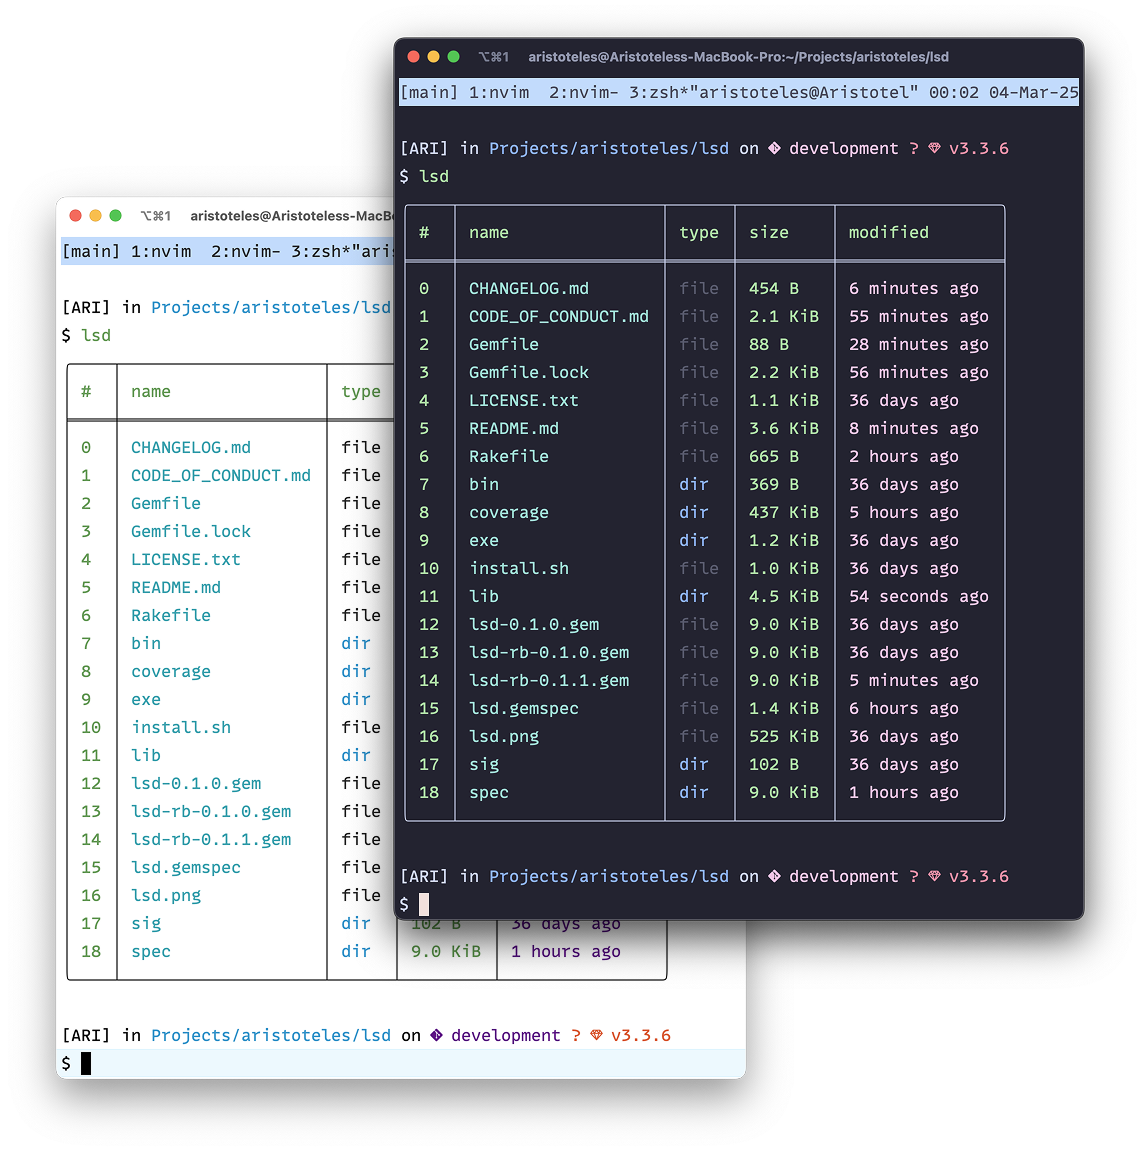 ⌥⌘1 aristoteles@Aristoteless-MacBook-Pro:~/Projects/aristoteles/lsd
[main] 1:nvim  2:nvim- 3:zsh*"aristoteles@Aristotel" 00:02 04-Mar-25
[ARI] in Projects/aristoteles/lsd on development ? v3.3.6
$ lsd
# name type size modified
0 CHANGELOG.md file 454 B 6 minutes ago
1 CODE_OF_CONDUCT.md file 2.1 KiB 55 minutes ago
2 Gemfile file 88 B 28 minutes ago
3 Gemfile.lock file 2.2 KiB 56 minutes ago
4 LICENSE.txt file 1.1 KiB 36 days ago
5 README.md file 3.6 KiB 8 minutes ago
6 Rakefile file 665 B 2 hours ago
7 bin dir 369 B 36 days ago
8 coverage dir 437 KiB 5 hours ago
9 exe dir 1.2 KiB 36 days ago
10 install.sh file 1.0 KiB 36 days ago
11 lib dir 4.5 KiB 54 seconds ago
12 lsd-0.1.0.gem file 9.0 KiB 36 days ago
13 lsd-rb-0.1.0.gem file 9.0 KiB 36 days ago
14 lsd-rb-0.1.1.gem file 9.0 KiB 5 minutes ago
15 lsd.gemspec file 1.4 KiB 6 hours ago
16 lsd.png file 525 KiB 36 days ago
17 sig dir 102 B 36 days ago
18 spec dir 9.0 KiB 1 hours ago
[ARI] in Projects/aristoteles/lsd on development ? v3.3.6
$
⌥⌘1 aristoteles@Aristoteless-MacB
[main] 1:nvim  2:nvim- 3:zsh*"ari
[ARI] in Projects/aristoteles/lsd
$ lsd
# name type
0 CHANGELOG.md file
1 CODE_OF_CONDUCT.md file
2 Gemfile file
3 Gemfile.lock file
4 LICENSE.txt file
5 README.md file
6 Rakefile file
7 bin dir
8 coverage dir
9 exe dir
10 install.sh file
11 lib dir
12 lsd-0.1.0.gem file
13 lsd-rb-0.1.0.gem file
14 lsd-rb-0.1.1.gem file
15 lsd.gemspec file
16 lsd.png file
17 sig dir 102 B 36 days ago
18 spec dir 9.0 KiB 1 hours ago
[ARI] in Projects/aristoteles/lsd on development ? v3.3.6
$